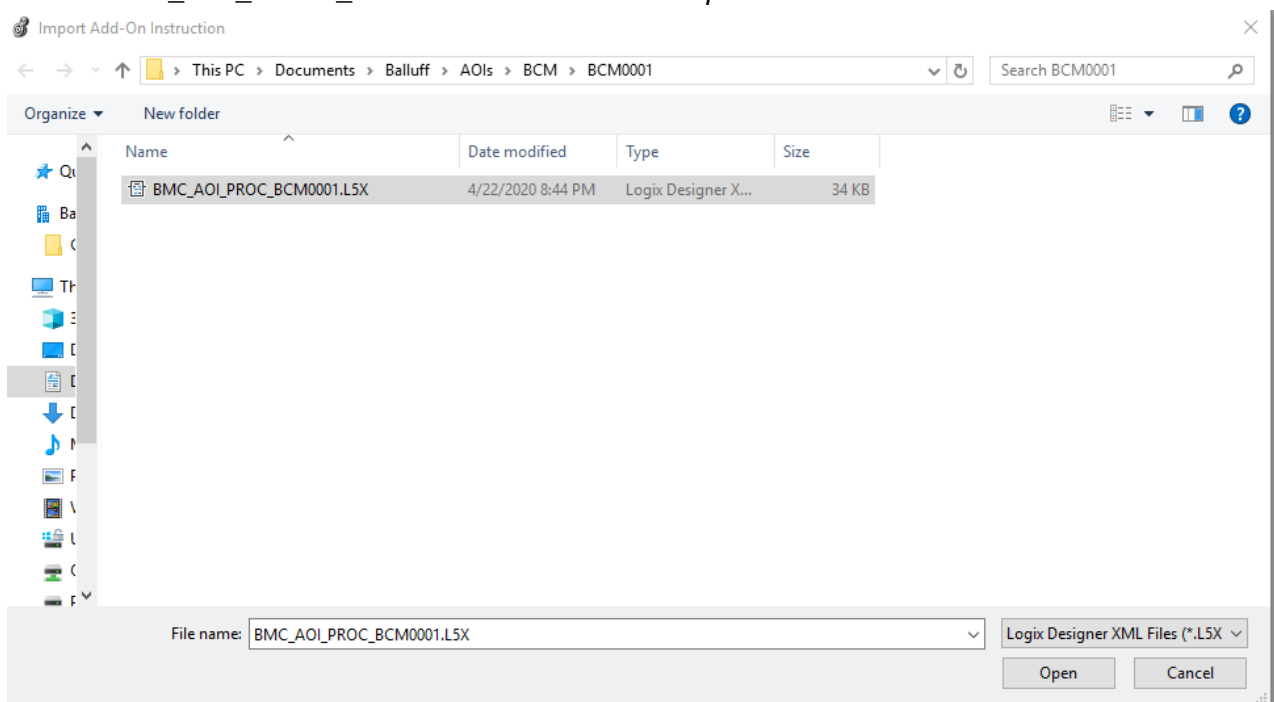 Import Add-On Instruction
This PC > Documents > Balluff > AOIs > BCM > BCM0001
Search BCM0001
Organize
New folder
Name
Date modified
Type
Size
BMC_AOI_PROC_BCM0001.L5X
4/22/2020 8:44 PM
Logix Designer X...
34 KB
File name:
BMC_AOI_PROC_BCM0001.L5X
Logix Designer XML Files (*.L5X
Open
Cancel